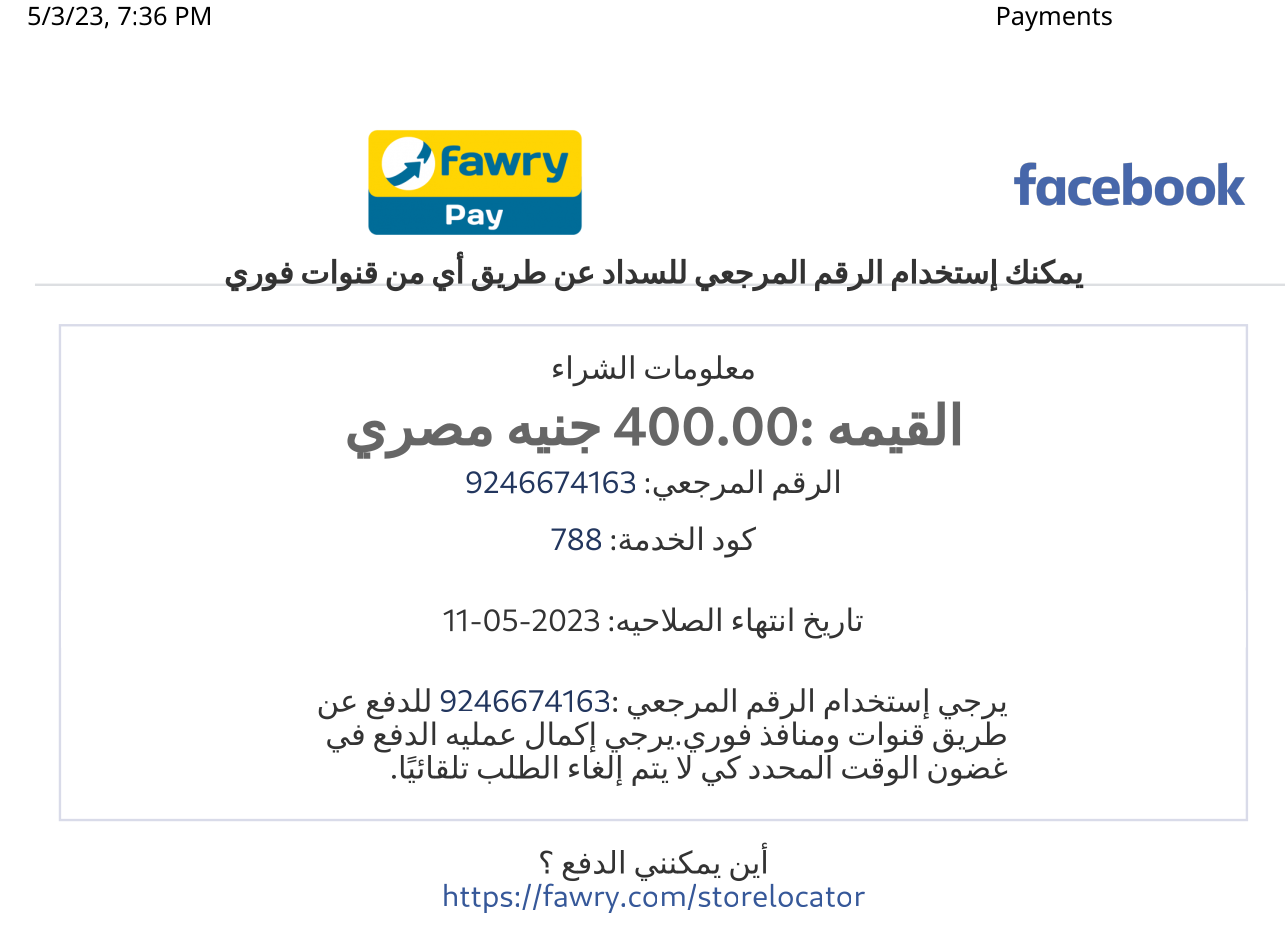 5/3/23, 7:36 PM
Payments
fawry
Pay
facebook
يمكنك إستخدام الرقم المرجعي للسداد عن طريق أي من قنوات فوري
معلومات الشراء
القيمه :400.00 جنيه مصري
الرقم المرجعي: 9246674163
كود الخدمة: 788
تاريخ انتهاء الصلاحيه: 2023-05-11
يرجي إستخدام الرقم المرجعي :9246674163 للدفع عن
طريق قنوات ومنافذ فوري.يرجي إكمال عمليه الدفع في
غضون الوقت المحدد كي لا يتم إلغاء الطلب تلقائيًا.
أين يمكنني الدفع ؟
https://fawry.com/storelocator